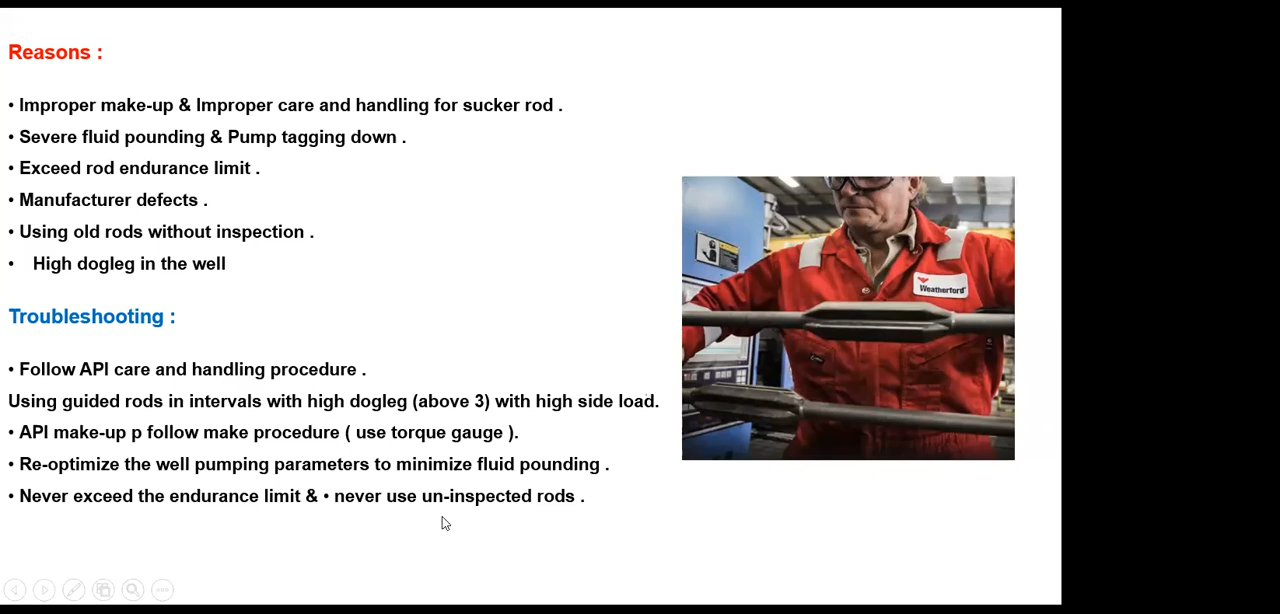 Reasons :
• Improper make-up & Improper care and handling for sucker rod .
• Severe fluid pounding & Pump tagging down .
• Exceed rod endurance limit .
• Manufacturer defects .
• Using old rods without inspection .
• High dogleg in the well
Troubleshooting :
• Follow API care and handling procedure .
Using guided rods in intervals with high dogleg (above 3) with high side load.
• API make-up p follow make procedure ( use torque gauge ).
• Re-optimize the well pumping parameters to minimize fluid pounding .
• Never exceed the endurance limit & • never use un-inspected rods .
Weatherford